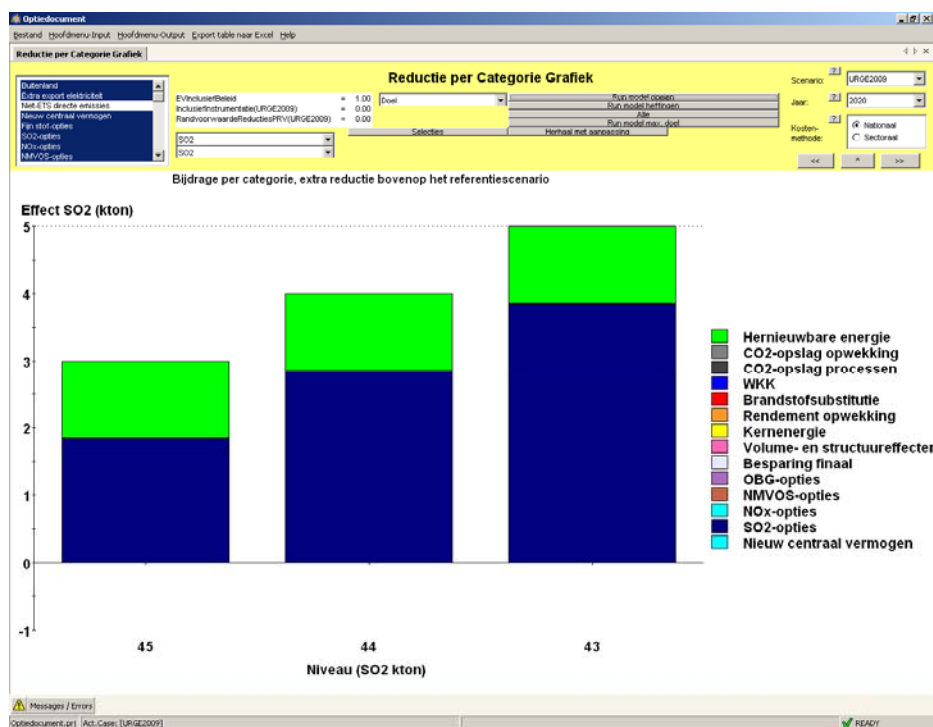 Optiedocument
Bestand Hoofdmenu-Input Hoofdmenu-Output Export table naar Excel Help
Reductie per Categorie Grafiek
Reductie per Categorie Grafiek
Buitenland
Extra export elektriciteit
Niet-ETS directe emissies
Nieuw centraal vermogen
Fijn stof-opties
SO2-opties
NOx-opties
NMVOS-opties
EVInclusiefBeleid = 1.00
InclusiefInstrumentatie(URGE2009) = 0.00
RandvoorwaardeReductiesPRV(URGE2009) = 0.00
SO2
SO2
Doel
Selecties
Run model doelen
Run model heffingen
Alle
Run model max. doel
Herhaal met aanpassing
Scenario: ? URGE2009
Jaar: ? 2020
Kosten-methode: ?
Nationaal
Sectoraal
<< ^ >>
Bijdrage per categorie, extra reductie bovenop het referentiescenario
Effect SO2 (kton)
5
4
3
2
1
0
-1
45 44 43
Niveau (SO2 kton)
Hernieuwbare energie
CO2-opslag opwekking
CO2-opslag processen
WKK
Brandstofsubstitutie
Rendement opwekking
Kernenergie
Volume- en structuureffecten
Besparing finaal
OBG-opties
NMVOS-opties
NOx-opties
SO2-opties
Nieuw centraal vermogen
Messages / Errors
Optiedocument.prj Act.Case: [URGE2009] READY